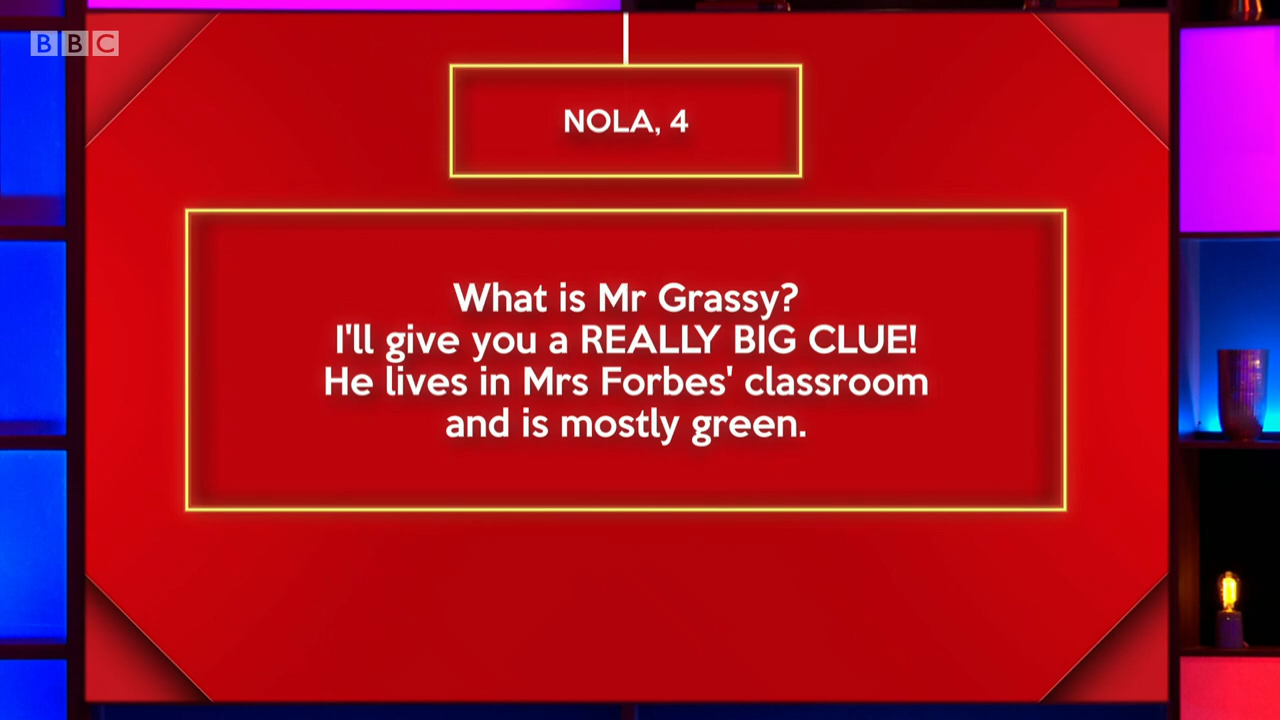 BBC
NOLA, 4
What is Mr Grassy?
I'll give you a REALLY BIG CLUE!
He lives in Mrs Forbes' classroom
and is mostly green.